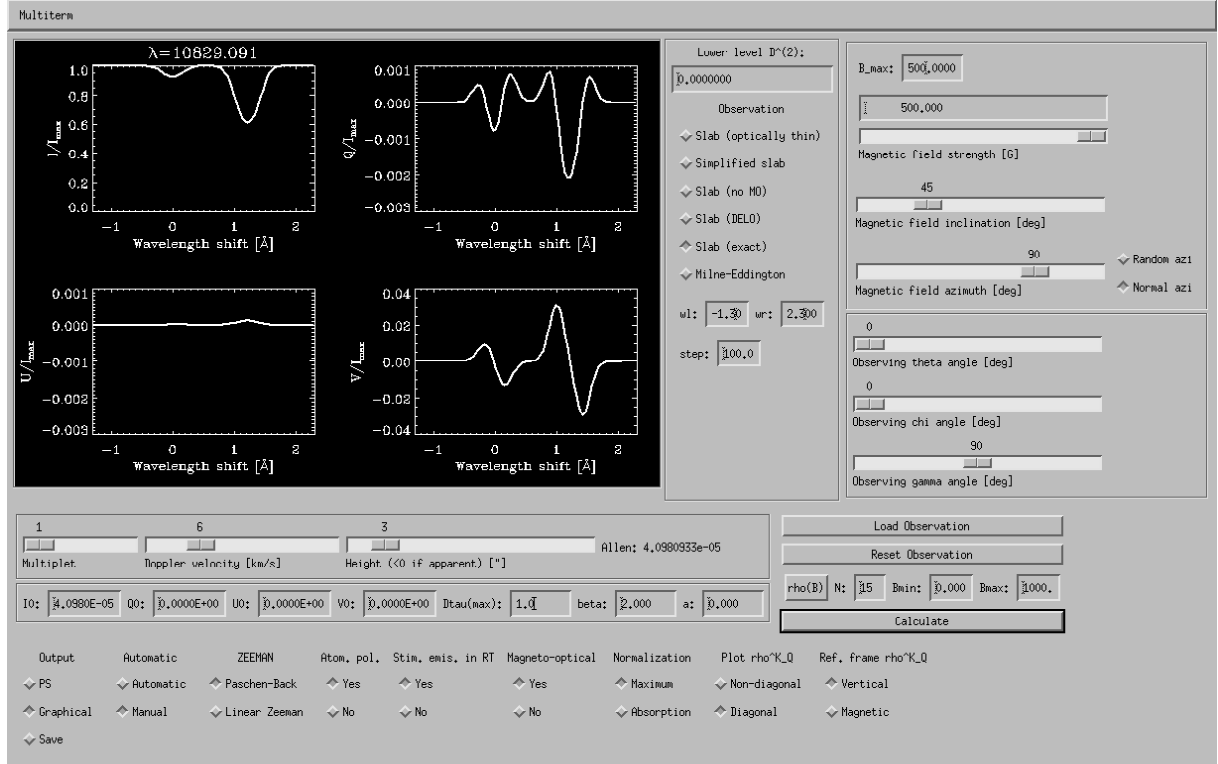 Multiterm
λ=10829.091
1.0
0.8
0.6
0.4
0.2
0.0
I/I_max
-1 0 1 2
Wavelength shift [Å]
0.001
0.000
-0.001
-0.002
-0.003
Q/I_max
-1 0 1 2
Wavelength shift [Å]
0.001
0.000
-0.001
-0.002
-0.003
U/I_max
-1 0 1 2
Wavelength shift [Å]
0.04
0.02
0.00
-0.02
-0.04
V/I_max
-1 0 1 2
Wavelength shift [Å]
Lower level D^(2):
0.0000000
Observation
Slab (optically thin)
Simplified slab
Slab (no MO)
Slab (DELO)
Slab (exact)
Milne-Eddington
wl: -1.30 wr: 2.300
step: 100.0
B_max: 500.0000
500.000
Magnetic field strength [G]
45
Magnetic field inclination [deg]
90
Magnetic field azimuth [deg]
Random azi
Normal azi
0
Observing theta angle [deg]
0
Observing chi angle [deg]
90
Observing gamma angle [deg]
1 6 3
Multiplet Doppler velocity [km/s] Height (<0 if apparent) ["] Allen: 4.0980933e-05
I0: 4.0980E-05 Q0: 0.0000E+00 U0: 0.0000E+00 V0: 0.0000E+00 Dtau(max): 1.0 beta: 2.000 a: 0.000
Load Observation
Reset Observation
rho(B) N: 15 Bmin: 0.000 Bmax: 1000.
Calculate
Output Automatic ZEEMAN Atom. pol. Stim. emis. in RT Magneto-optical Normalization Plot rho^K_Q Ref. frame rho^K_Q
PS Automatic Paschen-Back Yes Yes Yes Maximum Non-diagonal Vertical
Graphical Manual Linear Zeeman No No No Absorption Diagonal Magnetic
Save